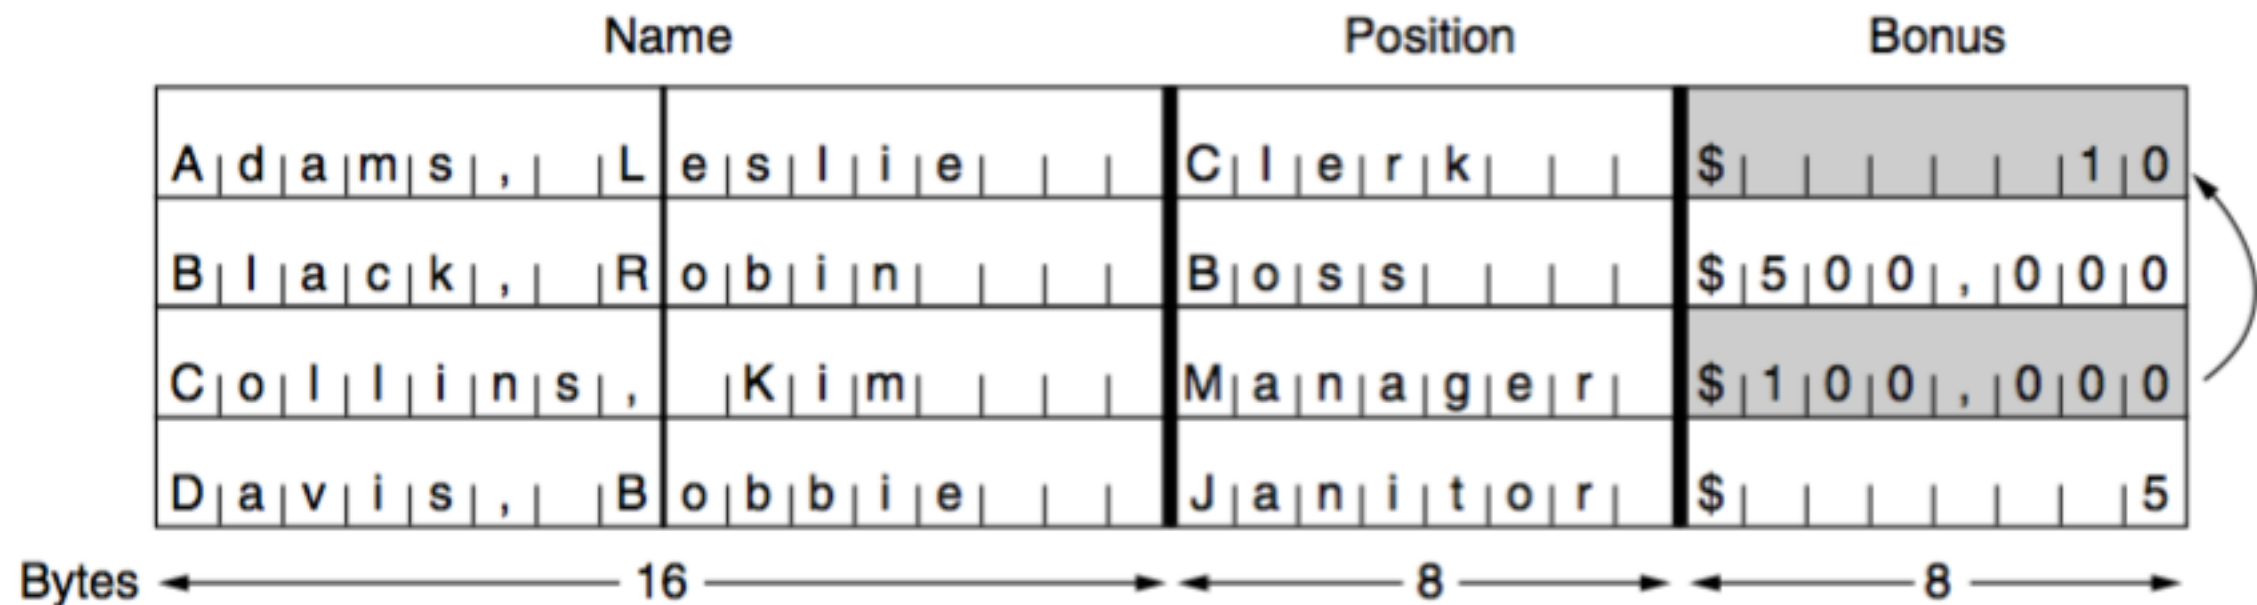 Name Position Bonus
Adams, Leslie Clerk $ 10
Black, Robin Boss $500,000
Collins, Kim Manager $100,000
Davis, Bobbie Janitor $ 5
Bytes 16 8 8